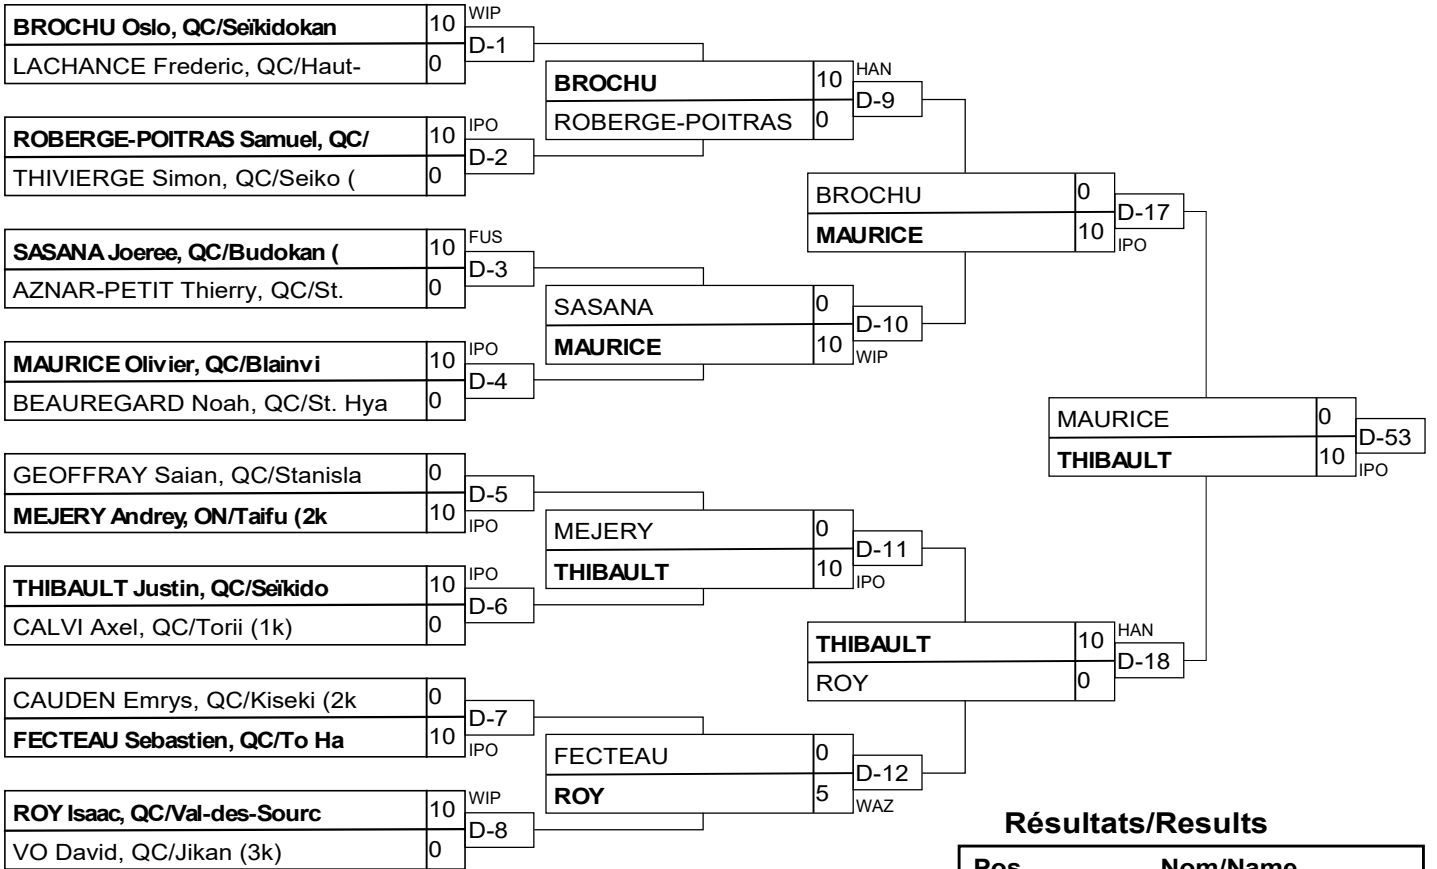 BROCHU Oslo, QC/Seïkidokan 10 WIP
D-1
LACHANCE Frederic, QC/Haut- 0
ROBERGE-POITRAS Samuel, QC/ 10 IPO
D-2
THIVIERGE Simon, QC/Seiko ( 0
SASANA Joeree, QC/Budokan ( 10 FUS
D-3
AZNAR-PETIT Thierry, QC/St. 0
MAURICE Olivier, QC/Blainvi 10 IPO
D-4
BEAUREGARD Noah, QC/St. Hya 0
GEOFFRAY Saian, QC/Stanisla 0
D-5
MEJERY Andrey, ON/Taifu (2k 10 IPO
THIBAULT Justin, QC/Seïkido 10 IPO
D-6
CALVI Axel, QC/Torii (1k) 0
CAUDEN Emrys, QC/Kiseki (2k 0
D-7
FECTEAU Sebastien, QC/To Ha 10 IPO
ROY Isaac, QC/Val-des-Sourc 10 WIP
D-8
VO David, QC/Jikan (3k) 0
BROCHU 10 HAN
D-9
ROBERGE-POITRAS 0
SASANA 0
D-10
MAURICE 10 WIP
MEJERY 0
D-11
THIBAULT 10 IPO
FECTEAU 0
D-12
ROY 5 WAZ
BROCHU 0
D-17
MAURICE 10 IPO
THIBAULT 10 HAN
D-18
ROY 0
MAURICE 0
D-53
THIBAULT 10 IPO
Résultats/Results
Pos. Nom/Name